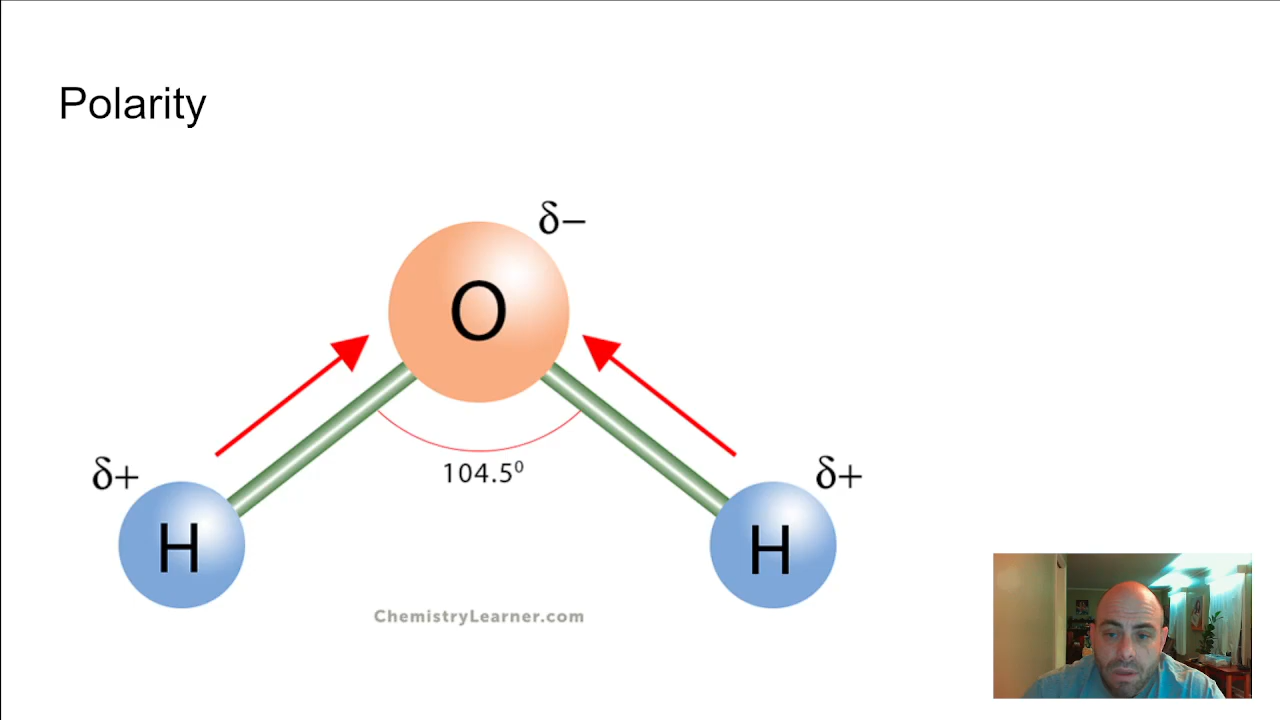 Polarity
δ−
O
104.5⁰
δ+
δ+
H
H
ChemistryLearner.com